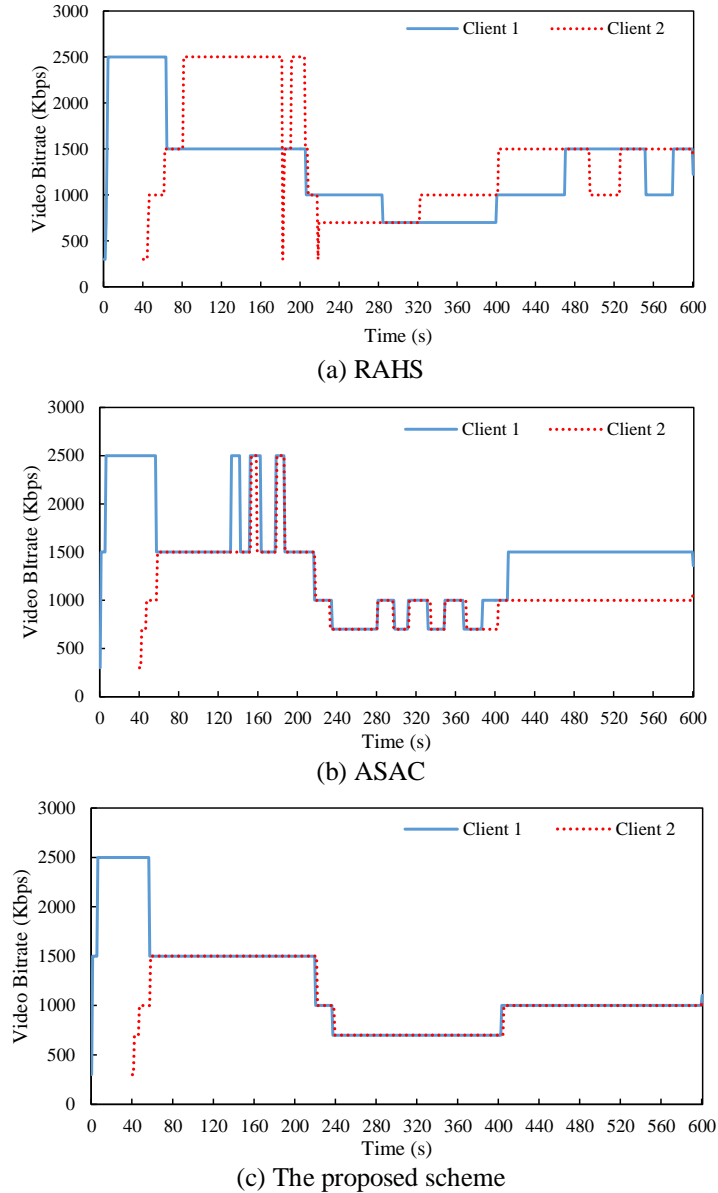 3000
Client 1
Client 2
2500
2000
1500
1000
500
0
Video Bitrate (Kbps)
0 40 80 120 160 200 240 280 320 360 400 440 480 520 560 600
Time (s)
(a) RAHS
3000
Client 1
Client 2
2500
2000
1500
1000
500
0
Video BItrate (Kbps)
0 40 80 120 160 200 240 280 320 360 400 440 480 520 560 600
Time (s)
(b) ASAC
3000
Client 1
Client 2
2500
2000
1500
1000
500
0
Video Bitrate (Kbps)
0 40 80 120 160 200 240 280 320 360 400 440 480 520 560 600
Time (s)
(c) The proposed scheme